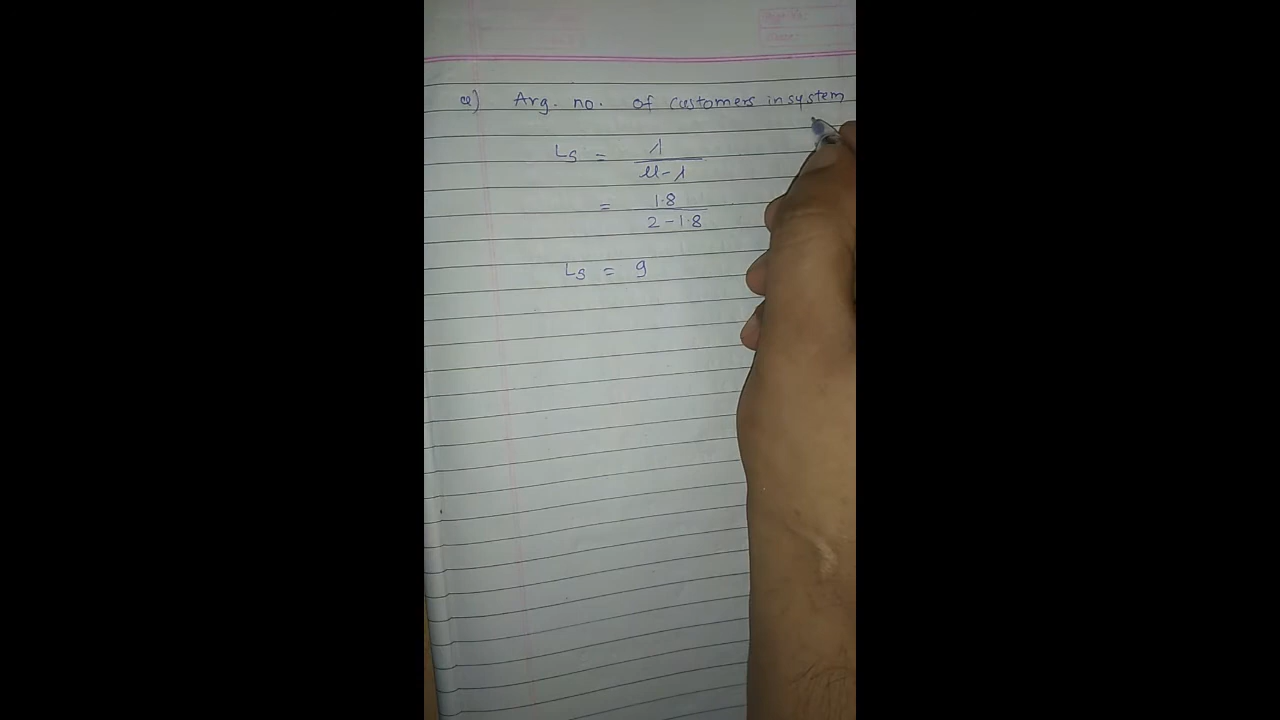 a) Avg. no. of customers in system
Ls = λ / μ-λ
= 1.8 / 2-1.8
Ls = 9